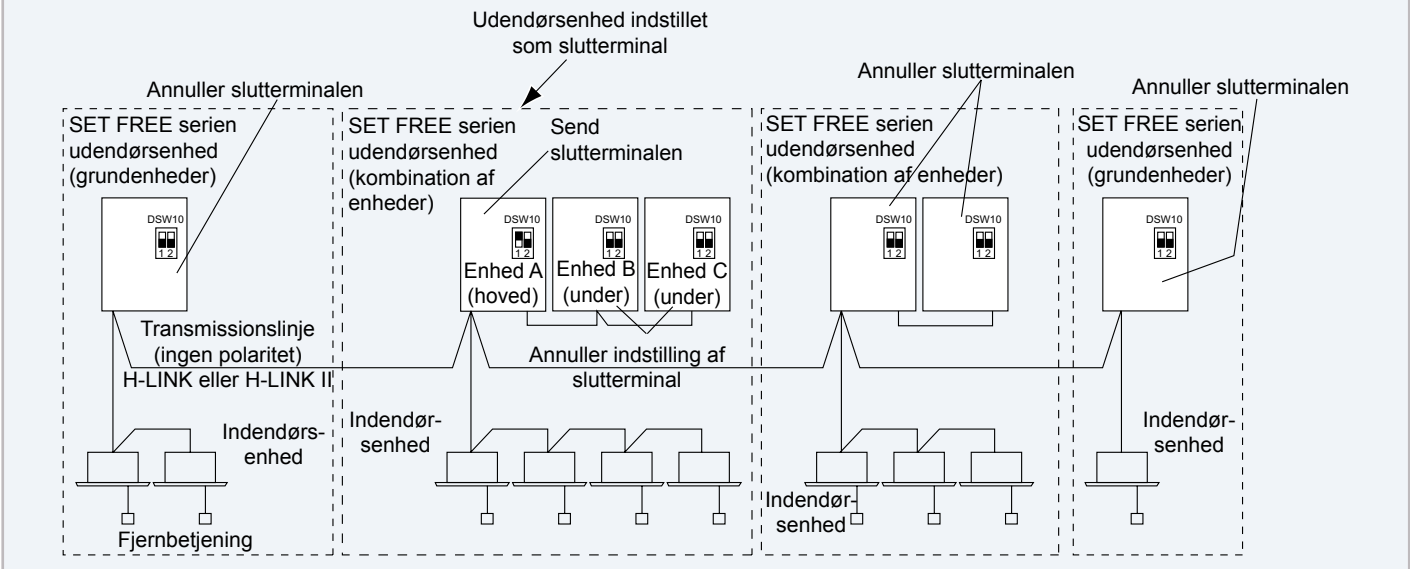 Udendørsenhed indstillet
som slutterminal
Annuller slutterminalen
Annuller slutterminalen
Annuller slutterminalen
SET FREE serien
udendørsenhed
(grundenheder)
DSW10
1 2
Transmissionslinje
(ingen polaritet)
H-LINK eller H-LINK II
Indendørs-
enhed
Fjernbetjening
SET FREE serien
udendørsenhed
(kombination af
enheder)
Send
slutterminalen
DSW10
1 2
Enhed A
(hoved)
DSW10
1 2
Enhed B
(under)
DSW10
1 2
Enhed C
(under)
Annuller indstilling af
slutterminal
Indendør-
senhed
SET FREE serien
udendørsenhed
(kombination af enheder)
DSW10
1 2
DSW10
1 2
Indendør-
senhed
SET FREE serien
udendørsenhed
(grundenheder)
DSW10
1 2
Indendør-
senhed